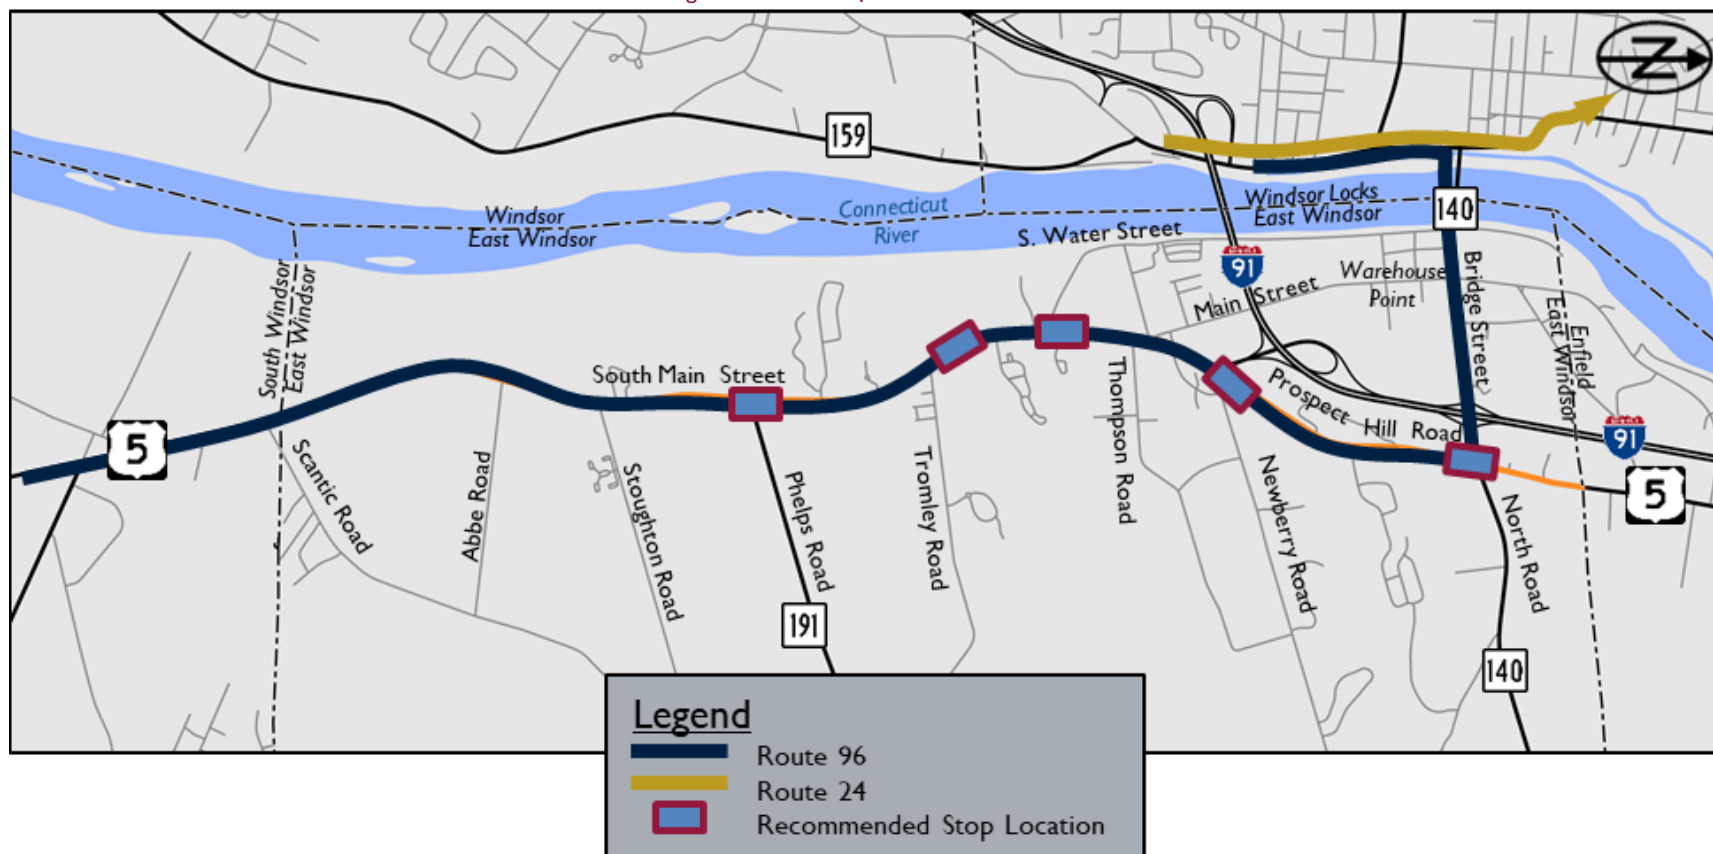 159
Connecticut
River
Windsor
East Windsor
Windsor Locks
East Windsor
S. Water Street
140
91
Main Street
Warehouse
Point
Bridge Street
South Windsor
East Windsor
Enfield
East Windsor
South Main Street
Prospect Hill Road
5
91
5
Scantic Road
Abbe Road
Stoughton Road
Phelps Road
Tromley Road
Thompson Road
Newberry Road
North Road
191
140
Legend
Route 96
Route 24
Recommended Stop Location